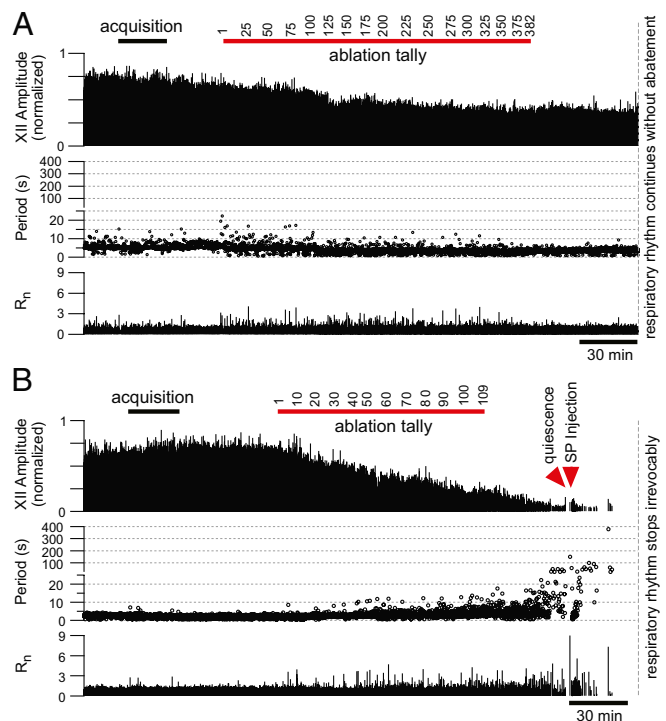 A
acquisition
1 25 50 75 100 125 150 175 200 225 250 275 300 325 350 375 382
ablation tally
XII Amplitude
(normalized)
1
0
Period (s)
400
300
200
100
20
10
0
Rn
9
6
3
0
30 min
respiratory rhythm continues without abatement
B
acquisition
1 10 20 30 40 50 60 70 80 90 100 109
ablation tally
quiescence
SP Injection
XII Amplitude
(normalized)
1
0
Period (s)
400
300
200
100
20
10
0
Rn
9
6
3
0
30 min
respiratory rhythm stops irrevocably